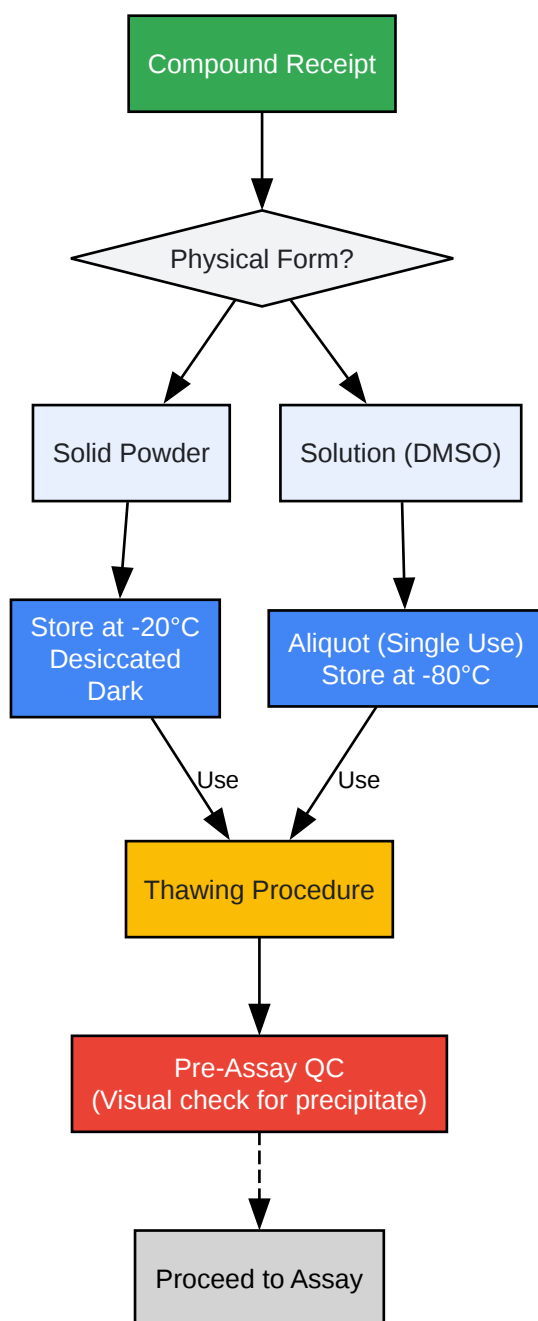 Compound Receipt
Physical Form?
Solid Powder
Solution (DMSO)
Store at -20°C
Desiccated
Dark
Aliquot (Single Use)
Store at -80°C
Use
Use
Thawing Procedure
Pre-Assay QC
(Visual check for precipitate)
Proceed to Assay